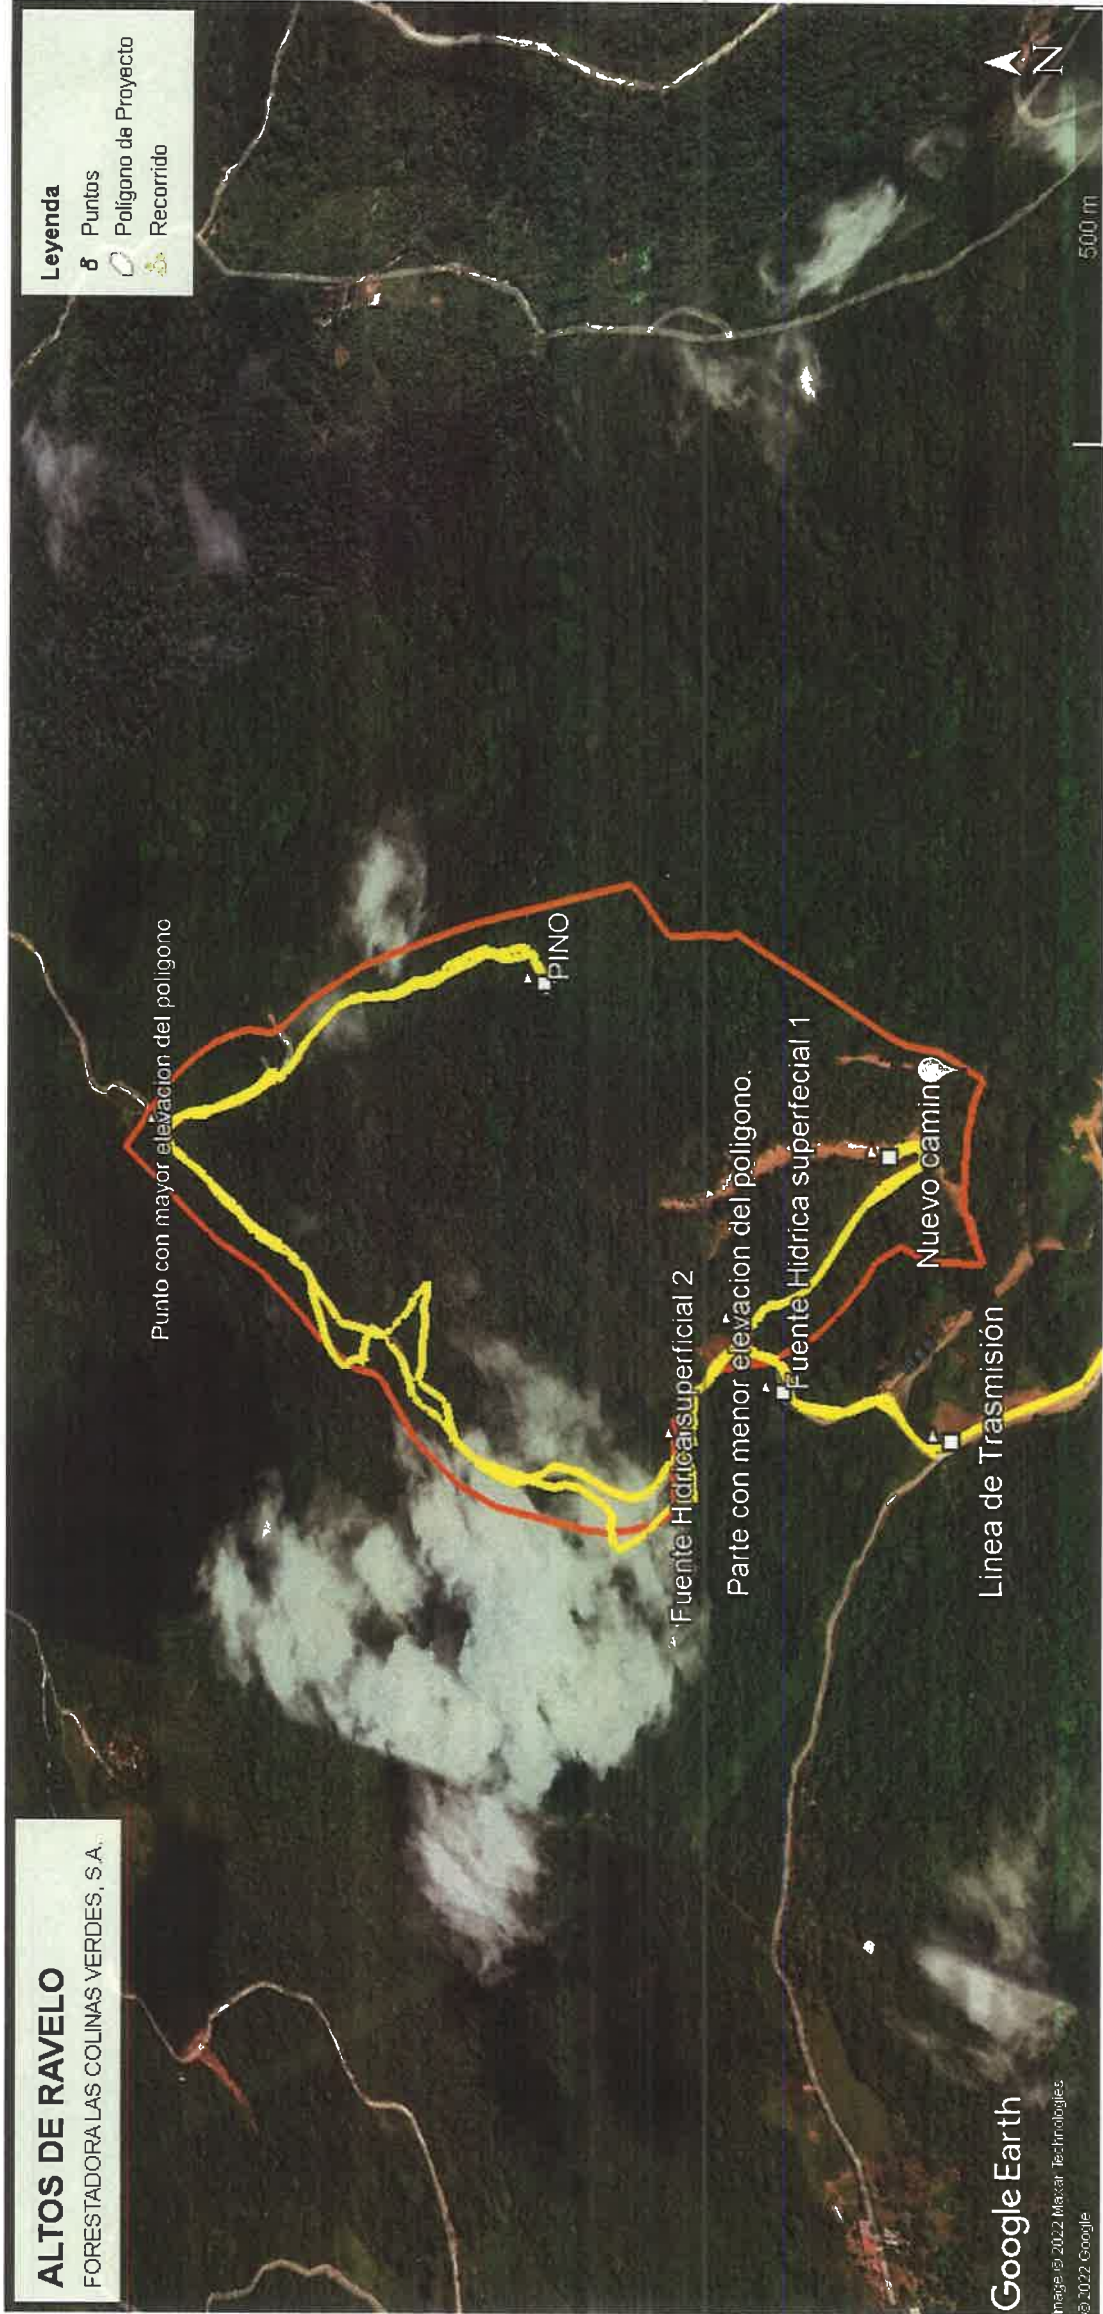 ALTOS DE RAVELO
FORESTADORA LAS COLINAS VERDES, S.A.
Leyenda
Puntos
Polígono de Proyecto
Recorrido
Punto con mayor elevacion del poligono
PINO
Fuente Hidrica superficial 2
Parte con menor elevacion del poligono.
Fuente Hidrica superfecial 1
Nuevo camino
Linea de Trasmisión
Google Earth
Image © 2022 Maxar Technologies
© 2022 Google
N
500 m